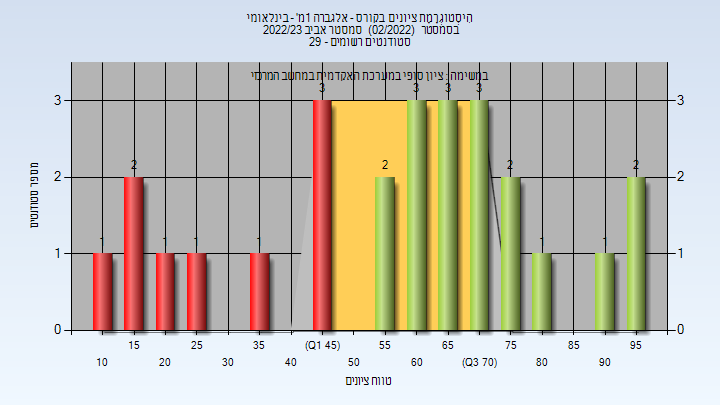 היסטוגרמת ציונים בקורס - אלגברה 1מ' - בינלאומי
בסמסטר (02/2022) סמסטר אביב 2022/23
סטודנטים רשומים - 29
במשימה : ציון סופי במערכת האקדמית במחשב המרכזי
מספר סטודנטים
3 3
2 2
1 1
0 0
1 2 1 1 1 3 2 3 3 3 2 1 1 2
15 25 35 (Q1 45) 55 65 75 85 95
10 20 30 40 50 60 (Q3 70) 80 90
טווח ציונים